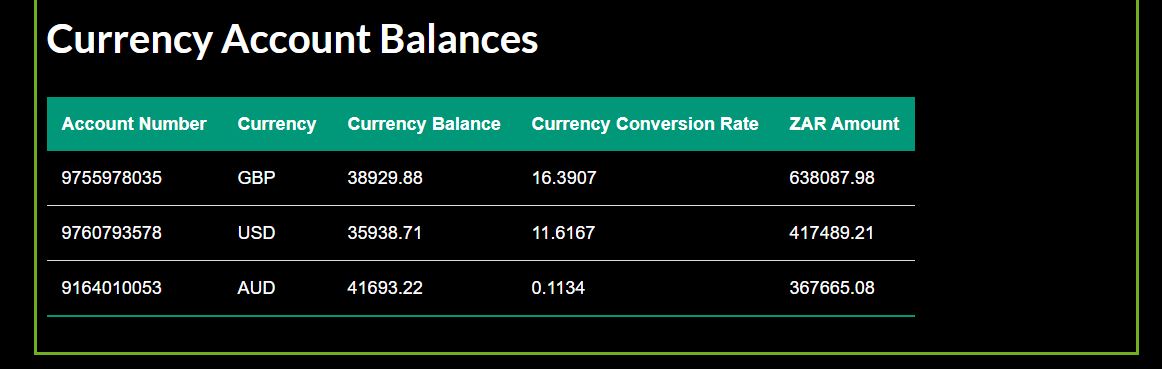 Currency Account Balances
Account Number Currency Currency Balance Currency Conversion Rate ZAR Amount
9755978035 GBP 38929.88 16.3907 638087.98
9760793578 USD 35938.71 11.6167 417489.21
9164010053 AUD 41693.22 0.1134 367665.08